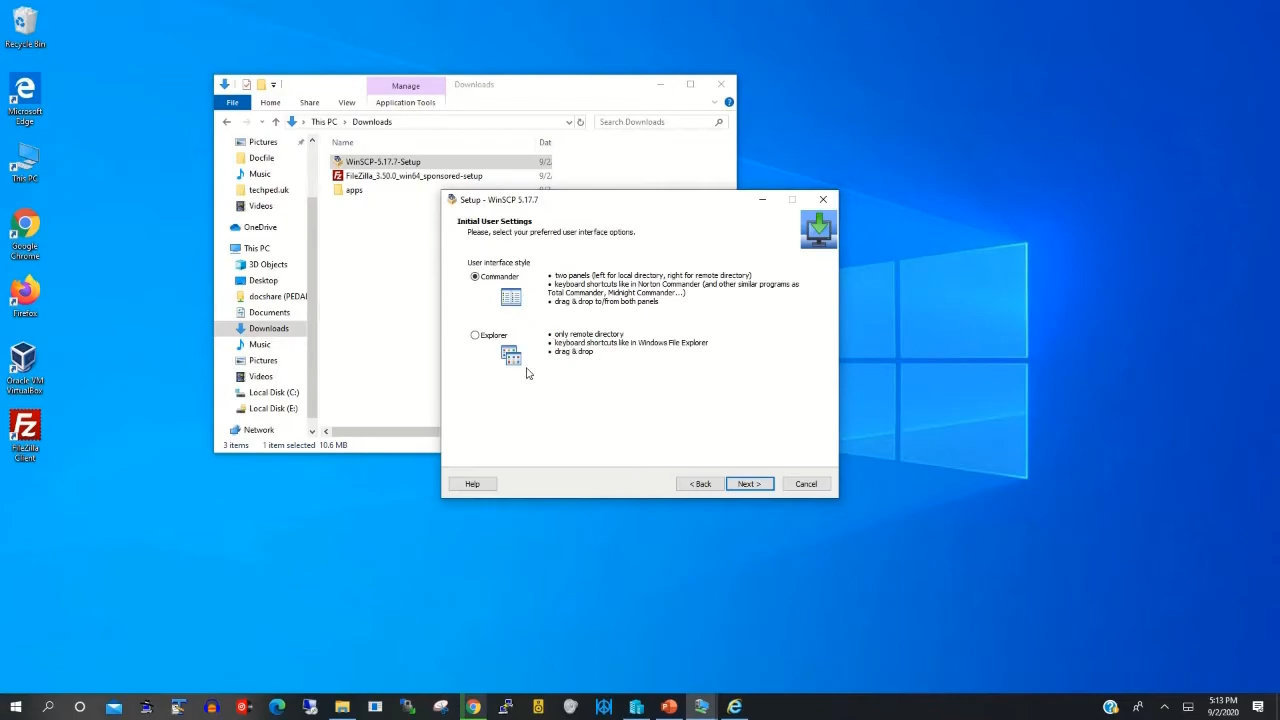 Recycle Bin
Microsoft
Edge
This PC
Google
Chrome
Firefox
Oracle VM
VirtualBox
FileZilla
Client
Manage
Downloads
File
Home
Share
View
Application Tools
This PC
Downloads
Search Downloads
Pictures
Docfile
Music
techped.uk
Videos
OneDrive
This PC
3D Objects
Desktop
docshare (PEDA
Documents
Downloads
Music
Pictures
Videos
Local Disk (C:)
Local Disk (E:)
Network
Name
Dat
WinSCP-5.17.7-Setup
9/2
FileZilla_3.50.0_win64_sponsored-setup
9/2
apps
3 items
1 item selected
10.6 MB
Setup - WinSCP 5.17.7
Initial User Settings
Please, select your preferred user interface options.
User interface style
Commander
• two panels (left for local directory, right for remote directory)
• keyboard shortcuts like in Norton Commander (and other similar programs as
Total Commander, Midnight Commander...)
• drag & drop to/from both panels
Explorer
• only remote directory
• keyboard shortcuts like in Windows File Explorer
• drag & drop
Help
< Back
Next >
Cancel
5:13 PM
9/2/2020